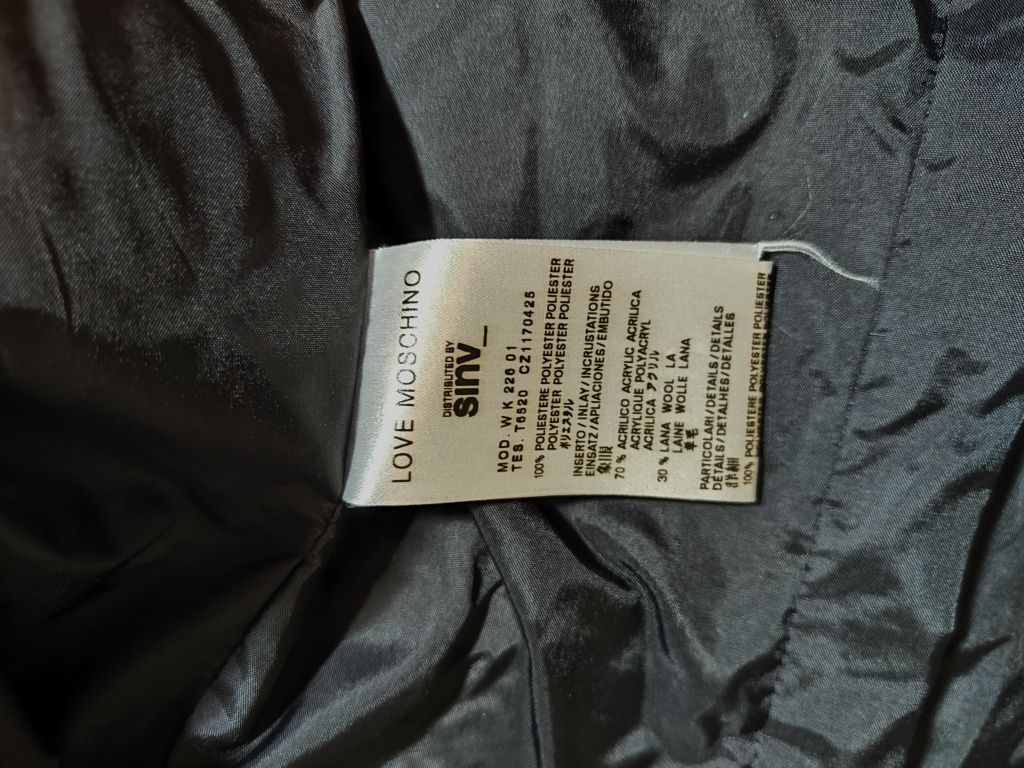 LOVE MOSCHINO
DISTRIBUTED BY
sinv_
MOD. W K 226 01
TES. T6520 CZ1170425
100% POLIESTERE POLYESTER POLIESTER
POLYESTER POLYESTER POLIESTER
ポリエステル
INSERTO/INLAY/INCRUSTATIONS
EINSATZ/APLIACIONES/EMBUTIDO
70 % ACRILICO ACRYLIC ACRILICA
ACRYLIQUE POLYACRYL
ACRILICA アクリル
30 % LANA WOOL LA
LAINE WOLLE LANA
羊毛
PARTICOLARI/DETAILS/DETAILS
DETAILS/DETALHES/DETALLES
詳細
100% POLIESTERE POLYESTER POLIESTER